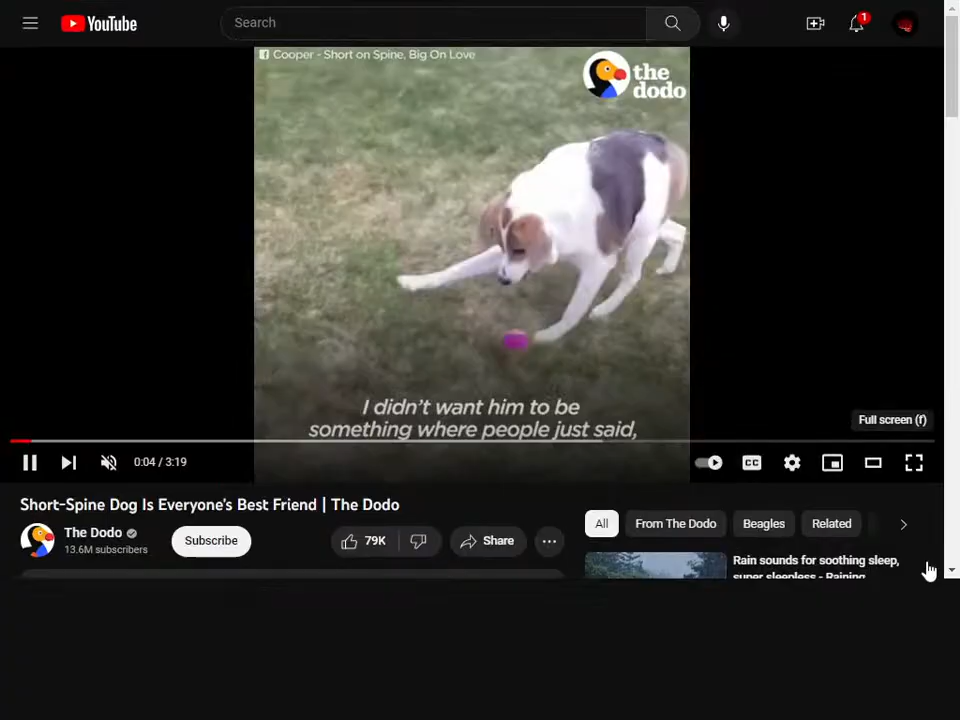 YouTube
Search
1
Cooper - Short on Spine, Big On Love
the
dodo
I didn't want him to be
something where people just said,
Full screen (f)
0:04 / 3:19
CC
Short-Spine Dog Is Everyone's Best Friend | The Dodo
The Dodo
13.6M subscribers
Subscribe
79K
Share
All
From The Dodo
Beagles
Related
Rain sounds for soothing sleep,
super sleepless - Raining